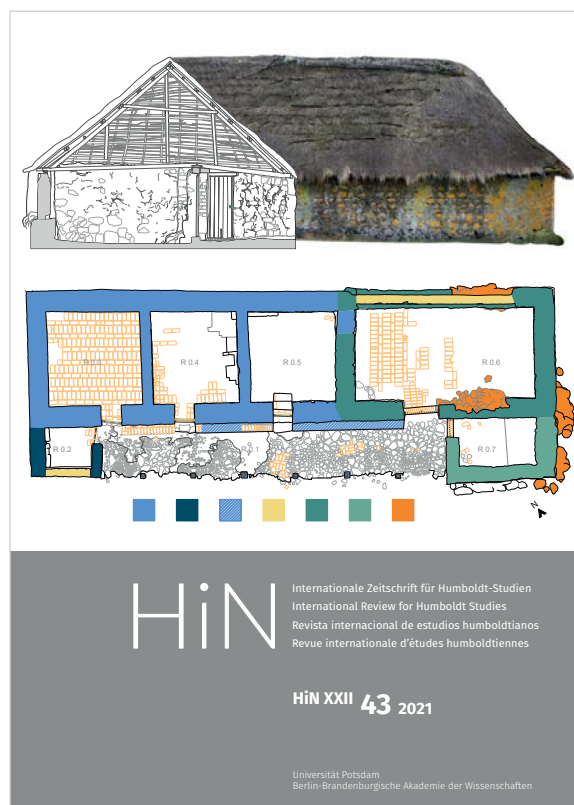 R 0.3
R 0.4
R 0.5
R 0.6
R 0.2
R 0.7
N
HiN
Internationale Zeitschrift für Humboldt-Studien
International Review for Humboldt Studies
Revista internacional de estudios humboldtianos
Revue internationale d'études humboldtiennes
HiN XXII 43 2021
Universität Potsdam
Berlin-Brandenburgische Akademie der Wissenschaften